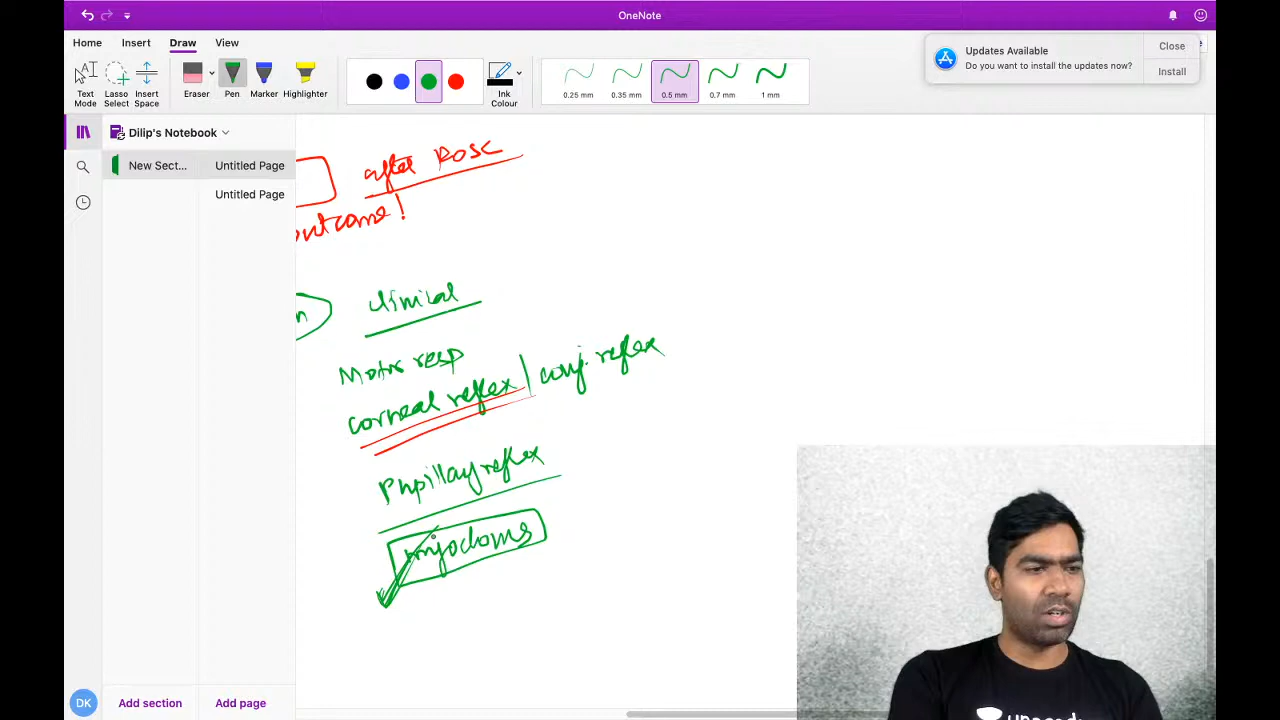 OneNote
Home Insert Draw View
Updates Available
Do you want to install the updates now?
Close
Install
Text Mode
Lasso Select
Insert Space
Eraser
Pen
Marker
Highlighter
Ink Colour
0.25 mm
0.35 mm
0.5 mm
0.7 mm
1 mm
Dilip's Notebook
New Sect...
Untitled Page
Untitled Page
after ROSC
outcome!
n
clinical
Motor resp
corneal reflex / conj. reflex
Pupillary reflex
myoclonus
DK
Add section
Add page